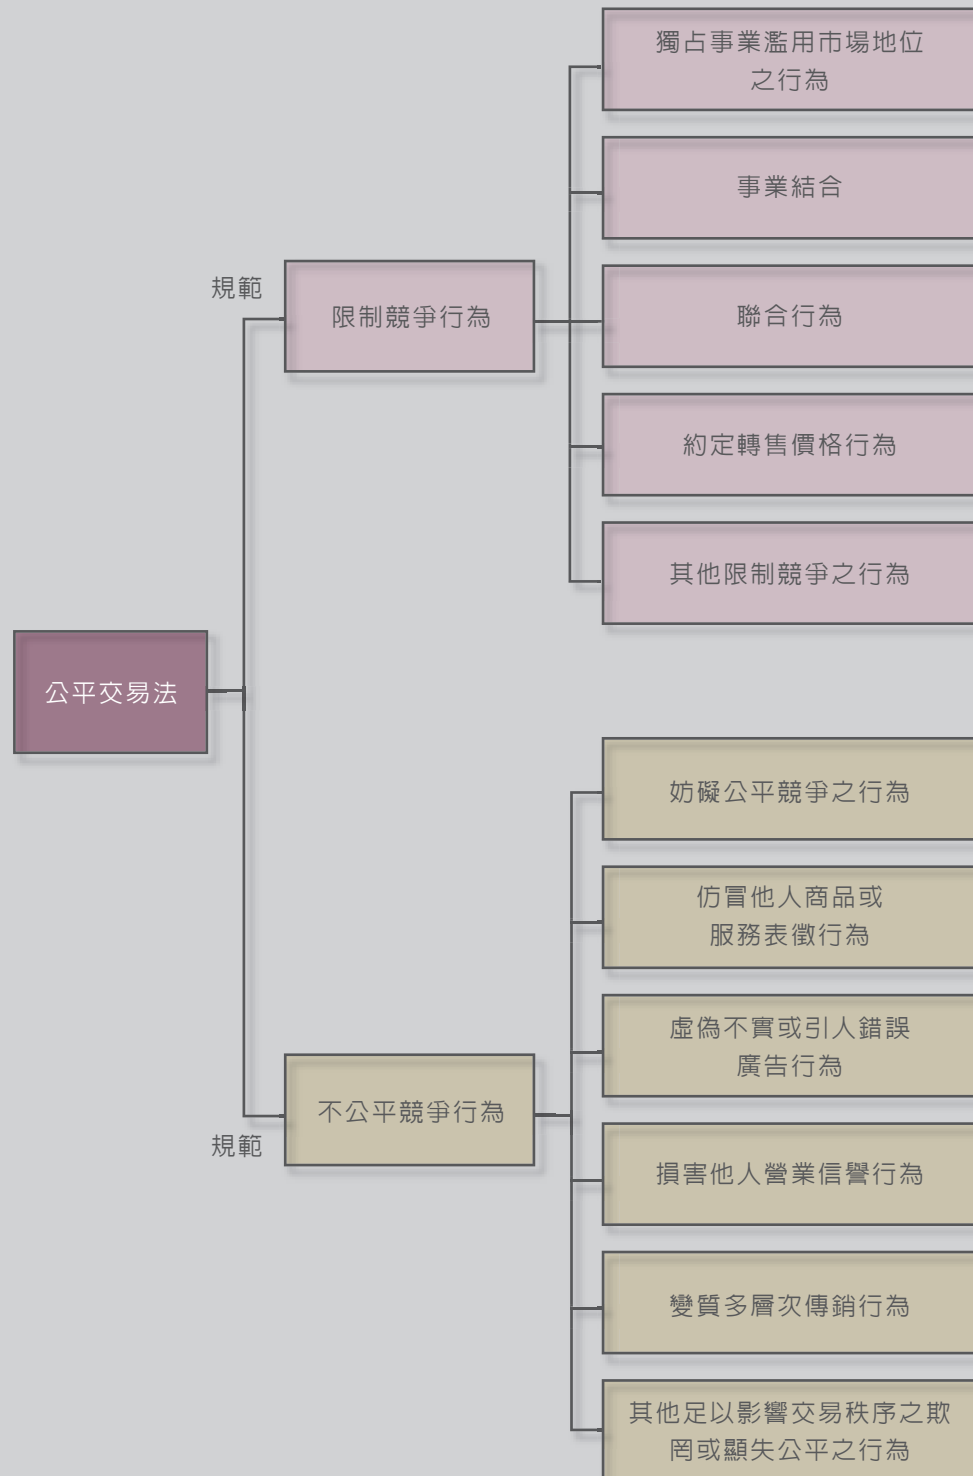 獨占事業濫用市場地位
之行為
事業結合
規範
限制競爭行為
聯合行為
約定轉售價格行為
其他限制競爭之行為
公平交易法
妨礙公平競爭之行為
仿冒他人商品或
服務表徵行為
虛偽不實或引人錯誤
廣告行為
不公平競爭行為
規範
損害他人營業信譽行為
變質多層次傳銷行為
其他足以影響交易秩序之欺
罔或顯失公平之行為